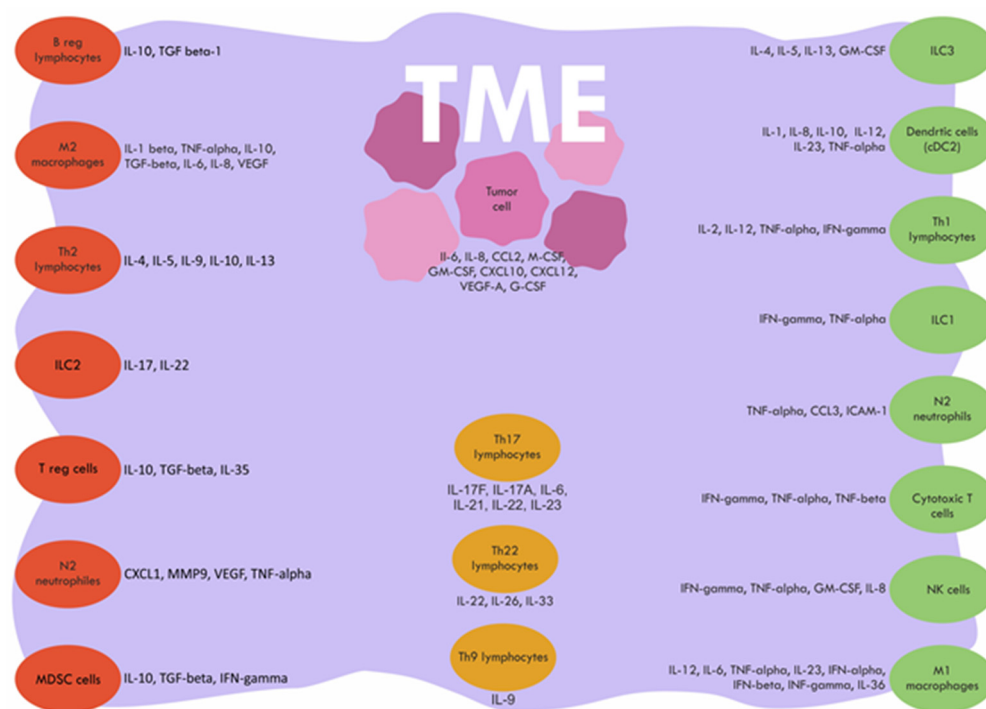 B reg
lymphocytes
IL-10, TGF beta-1
M2
macrophages
IL-1 beta, TNF-alpha, IL-10,
TGF-beta, IL-6, IL-8, VEGF
Th2
lymphocytes
IL-4, IL-5, IL-9, IL-10, IL-13
ILC2
IL-17, IL-22
T reg cells
IL-10, TGF-beta, IL-35
N2
neutrophiles
CXCL1, MMP9, VEGF, TNF-alpha
MDSC cells
IL-10, TGF-beta, IFN-gamma
TME
Tumor
cell
Il-6, IL-8, CCL2, M-CSF,
GM-CSF, CXCL10, CXCL12,
VEGF-A, G-CSF
Th17
lymphocytes
IL-17F, IL-17A, IL-6,
IL-21, IL-22, IL-23
Th22
lymphocytes
IL-22, IL-26, IL-33
Th9 lymphocytes
IL-9
IL-4, IL-5, IL-13, GM-CSF
ILC3
IL-1, IL-8, IL-10, IL-12,
IL-23, TNF-alpha
Dendrtic cells
(cDC2)
IL-2, IL-12, TNF-alpha, IFN-gamma
Th1
lymphocytes
IFN-gamma, TNF-alpha
ILC1
TNF-alpha, CCL3, ICAM-1
N2
neutrophils
IFN-gamma, TNF-alpha, TNF-beta
Cytotoxic T
cells
IFN-gamma, TNF-alpha, GM-CSF, IL-8
NK cells
IL-12, IL-6, TNF-alpha, IL-23, IFN-alpha,
IFN-beta, INF-gamma, IL-36
M1
macrophages